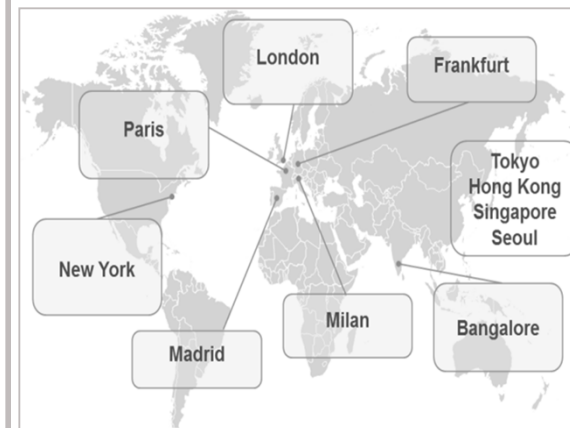 London
Frankfurt
Paris
Tokyo
Hong Kong
Singapore
Seoul
New York
Milan
Bangalore
Madrid